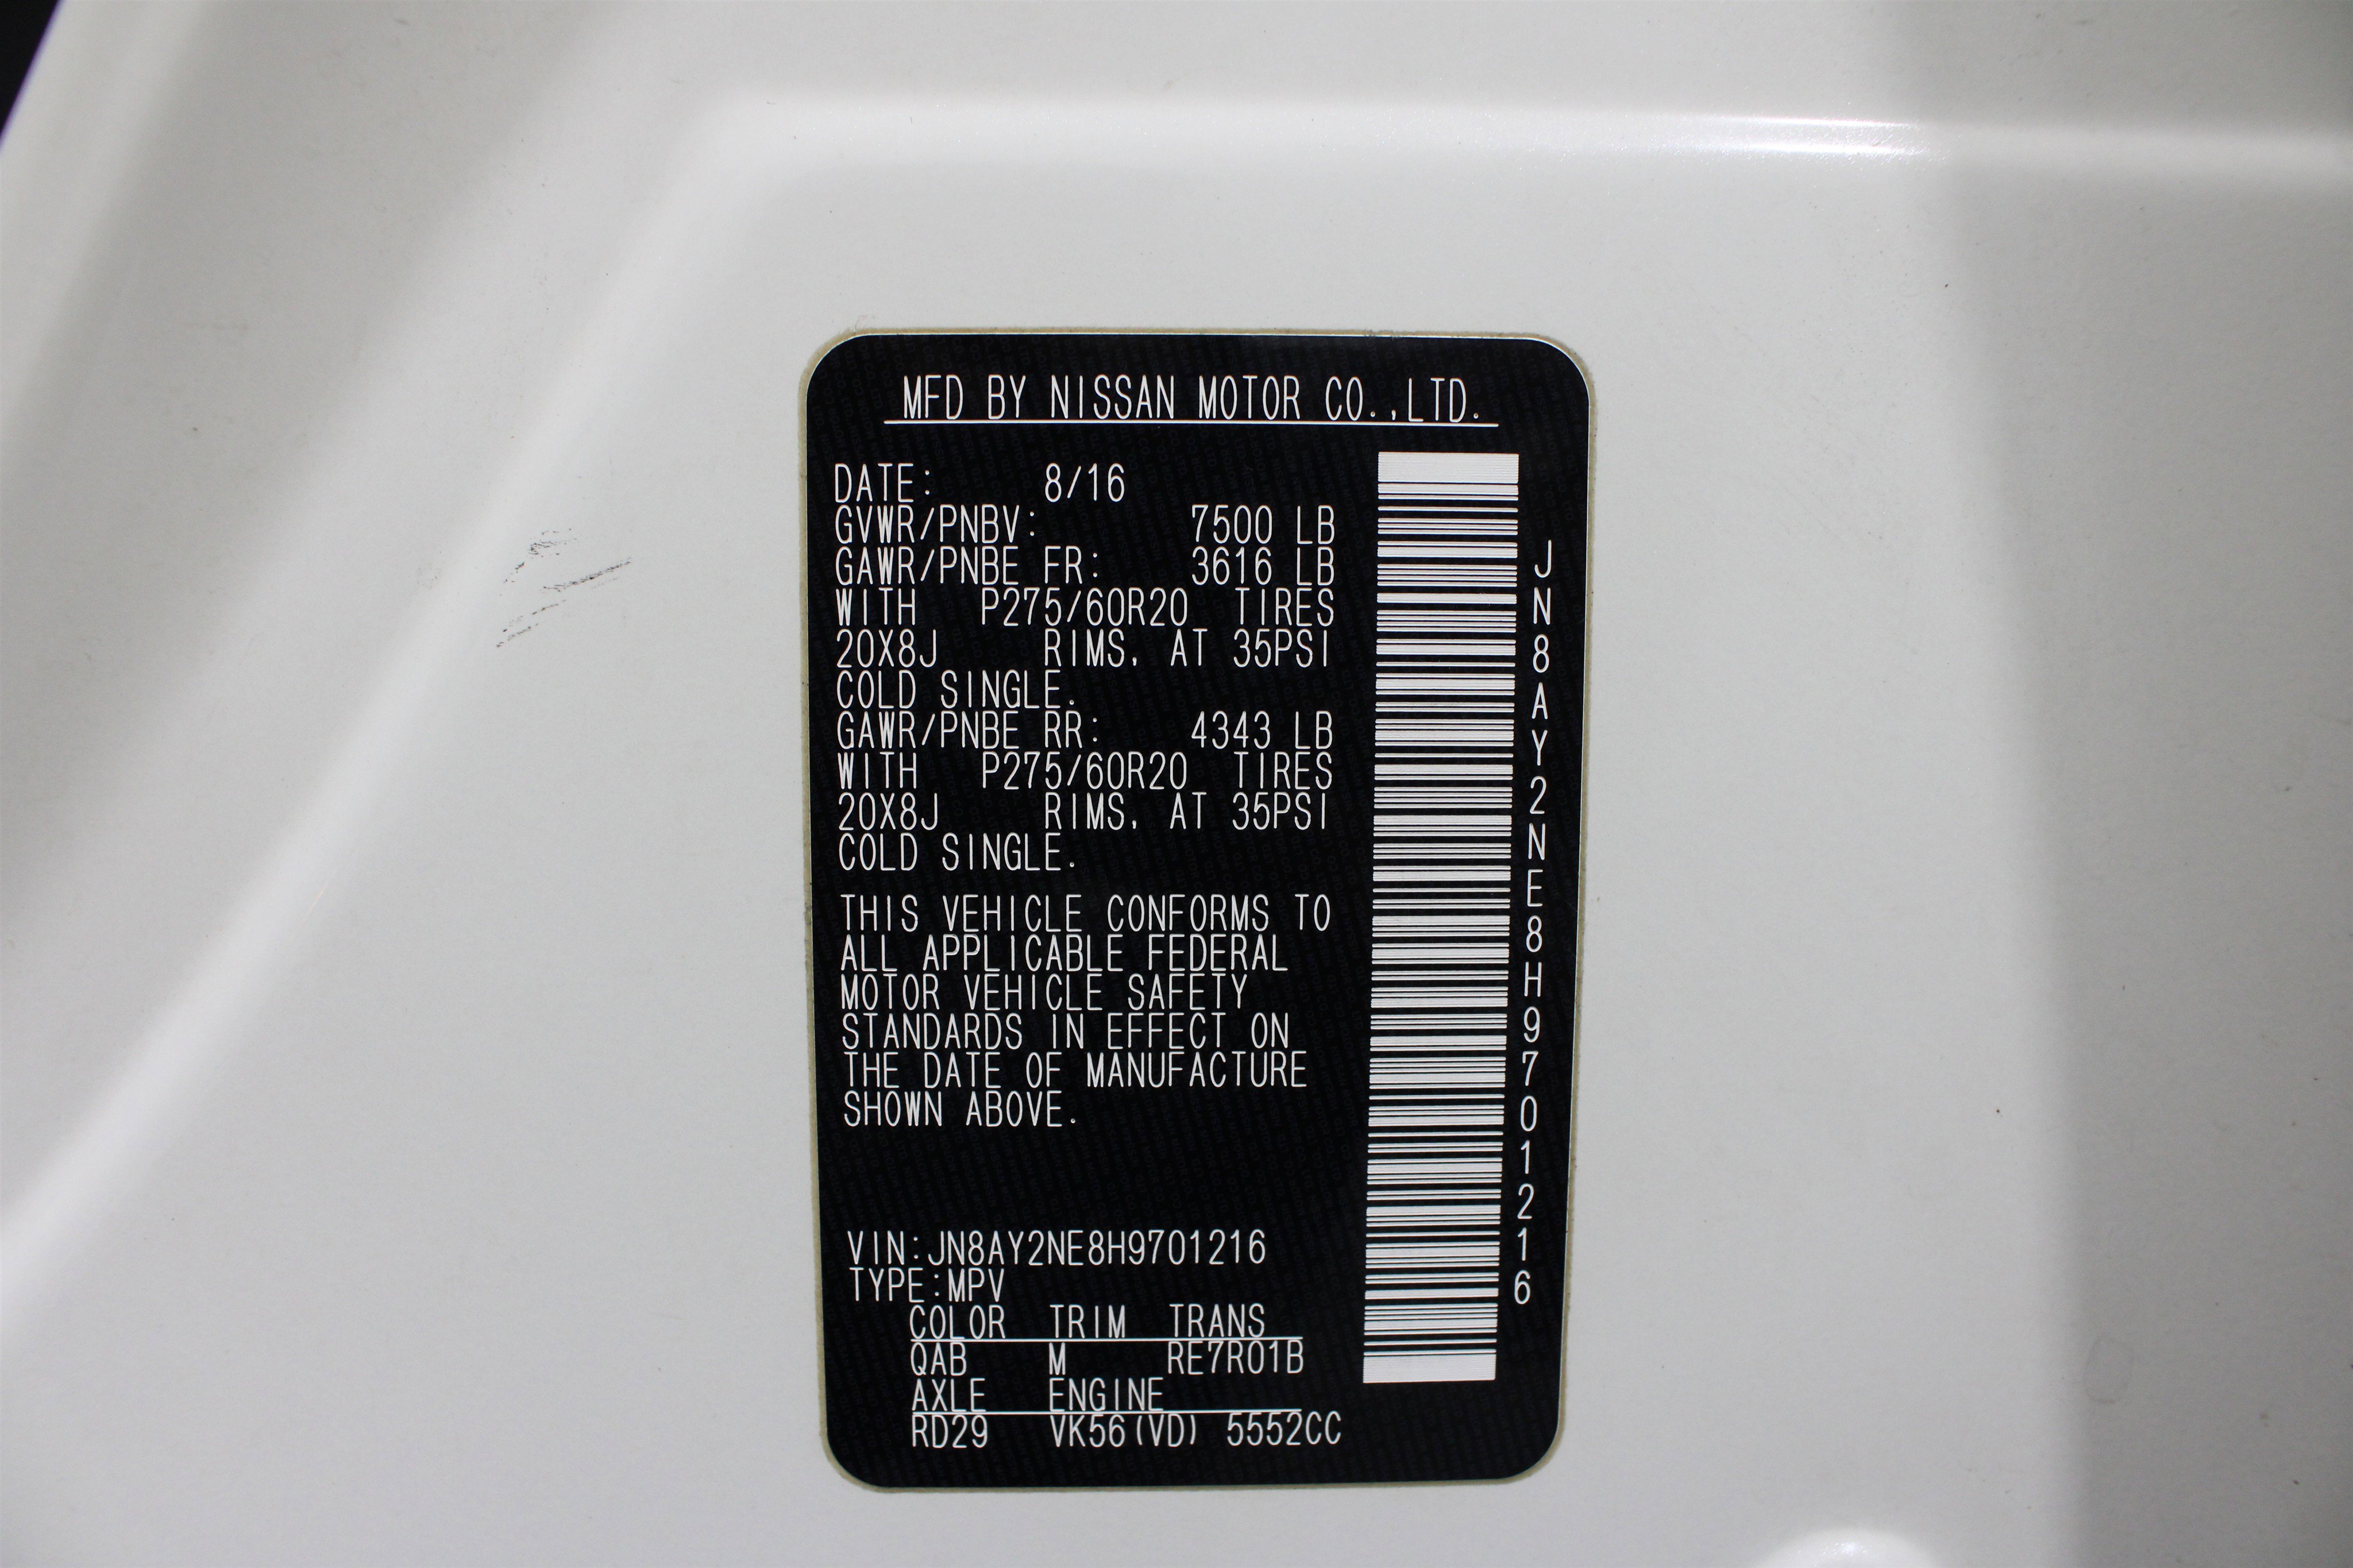 MFD BY NISSAN MOTOR CO.,LTD.
DATE: 8/16
GVWR/PNBV: 7500 LB
GAWR/PNBE FR: 3616 LB
WITH P275/60R20 TIRES
20X8J RIMS, AT 35PSI
COLD SINGLE.
GAWR/PNBE RR: 4343 LB
WITH P275/60R20 TIRES
20X8J RIMS, AT 35PSI
COLD SINGLE.
THIS VEHICLE CONFORMS TO
ALL APPLICABLE FEDERAL
MOTOR VEHICLE SAFETY
STANDARDS IN EFFECT ON
THE DATE OF MANUFACTURE
SHOWN ABOVE.
VIN:JN8AY2NE8H9701216
TYPE:MPV
COLOR TRIM TRANS
QAB M RE7R01B
AXLE ENGINE
RD29 VK56(VD) 5552CC
JN8AY2NE8H9701216